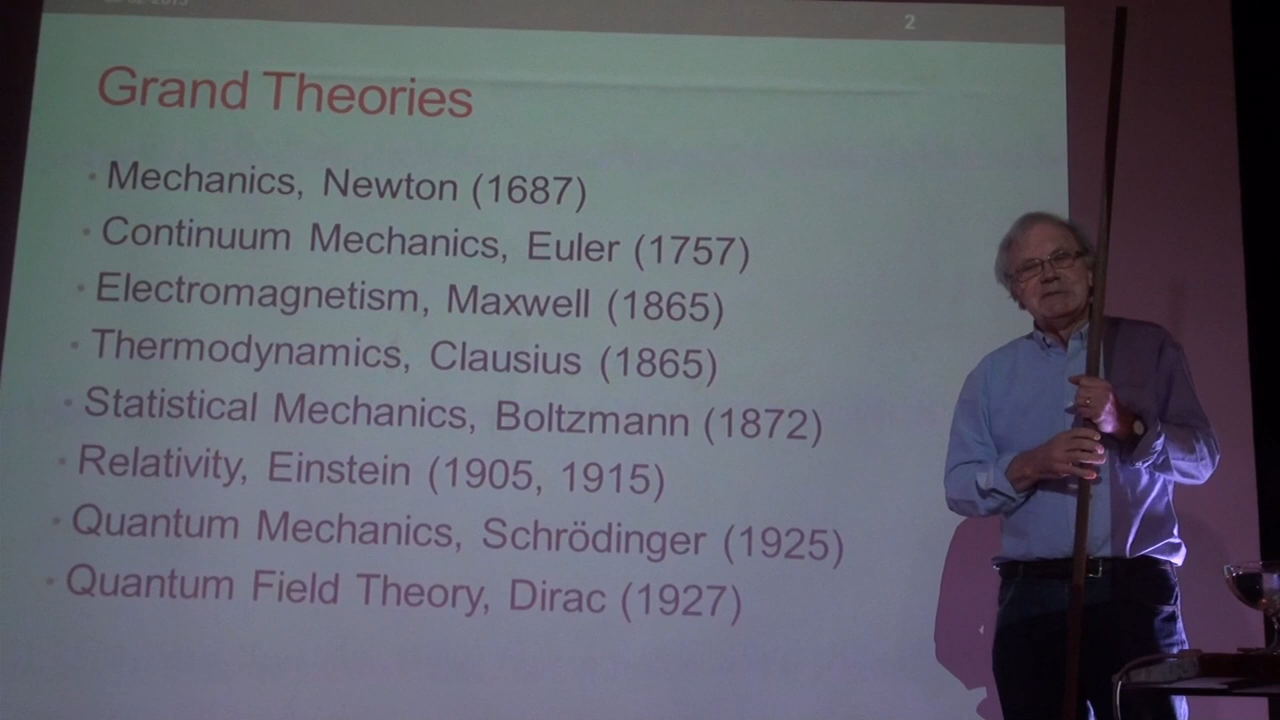 2
Grand Theories
• Mechanics, Newton (1687)
• Continuum Mechanics, Euler (1757)
• Electromagnetism, Maxwell (1865)
• Thermodynamics, Clausius (1865)
• Statistical Mechanics, Boltzmann (1872)
• Relativity, Einstein (1905, 1915)
• Quantum Mechanics, Schrödinger (1925)
• Quantum Field Theory, Dirac (1927)